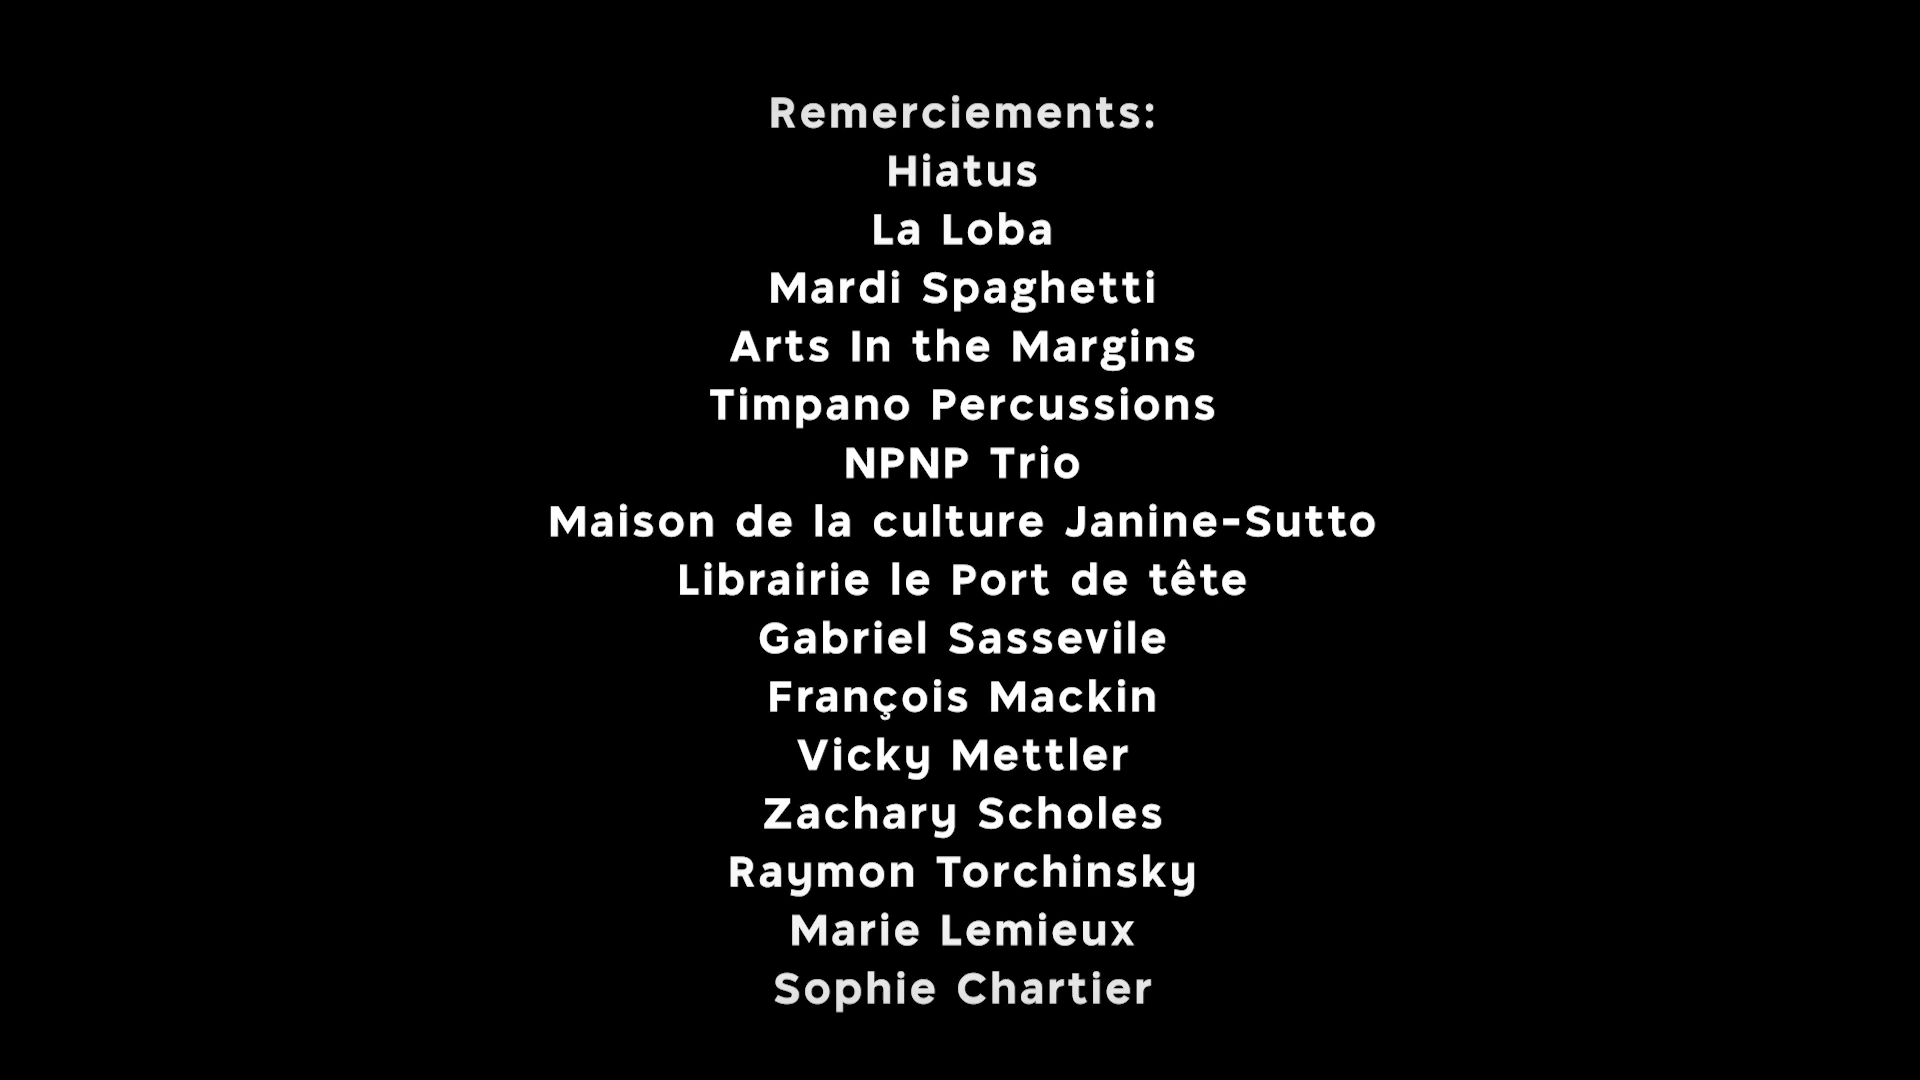 Remerciements:
Hiatus
La Loba
Mardi Spaghetti
Arts In the Margins
Timpano Percussions
NPNP Trio
Maison de la culture Janine-Sutto
Librairie le Port de tête
Gabriel Sassevile
François Mackin
Vicky Mettler
Zachary Scholes
Raymon Torchinsky
Marie Lemieux
Sophie Chartier